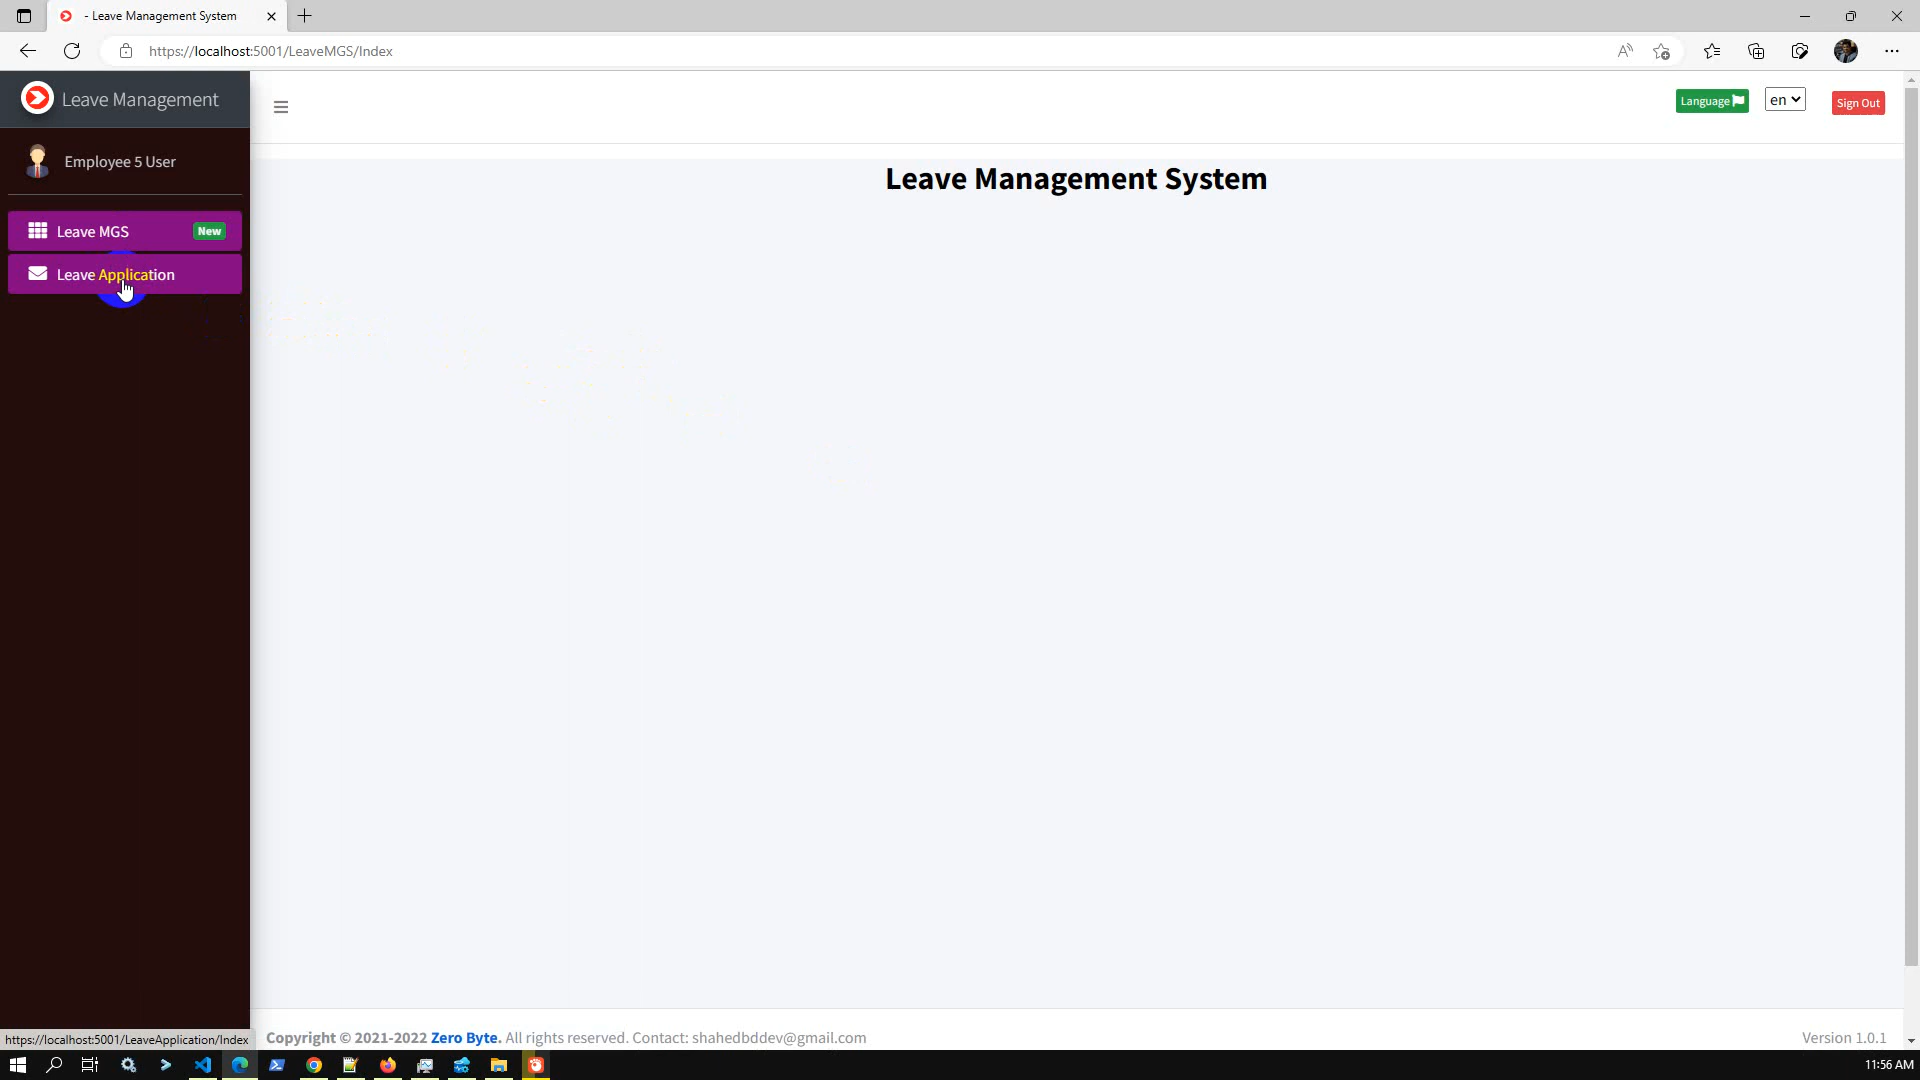 - Leave Management System
https://localhost:5001/LeaveMGS/Index
Leave Management
Language
en
Sign Out
Employee 5 User
Leave Management System
Leave MGS
New
Leave Application
https://localhost:5001/LeaveApplication/Index
Copyright © 2021-2022 Zero Byte. All rights reserved. Contact: shahedbddev@gmail.com
Version 1.0.1
11:56 AM